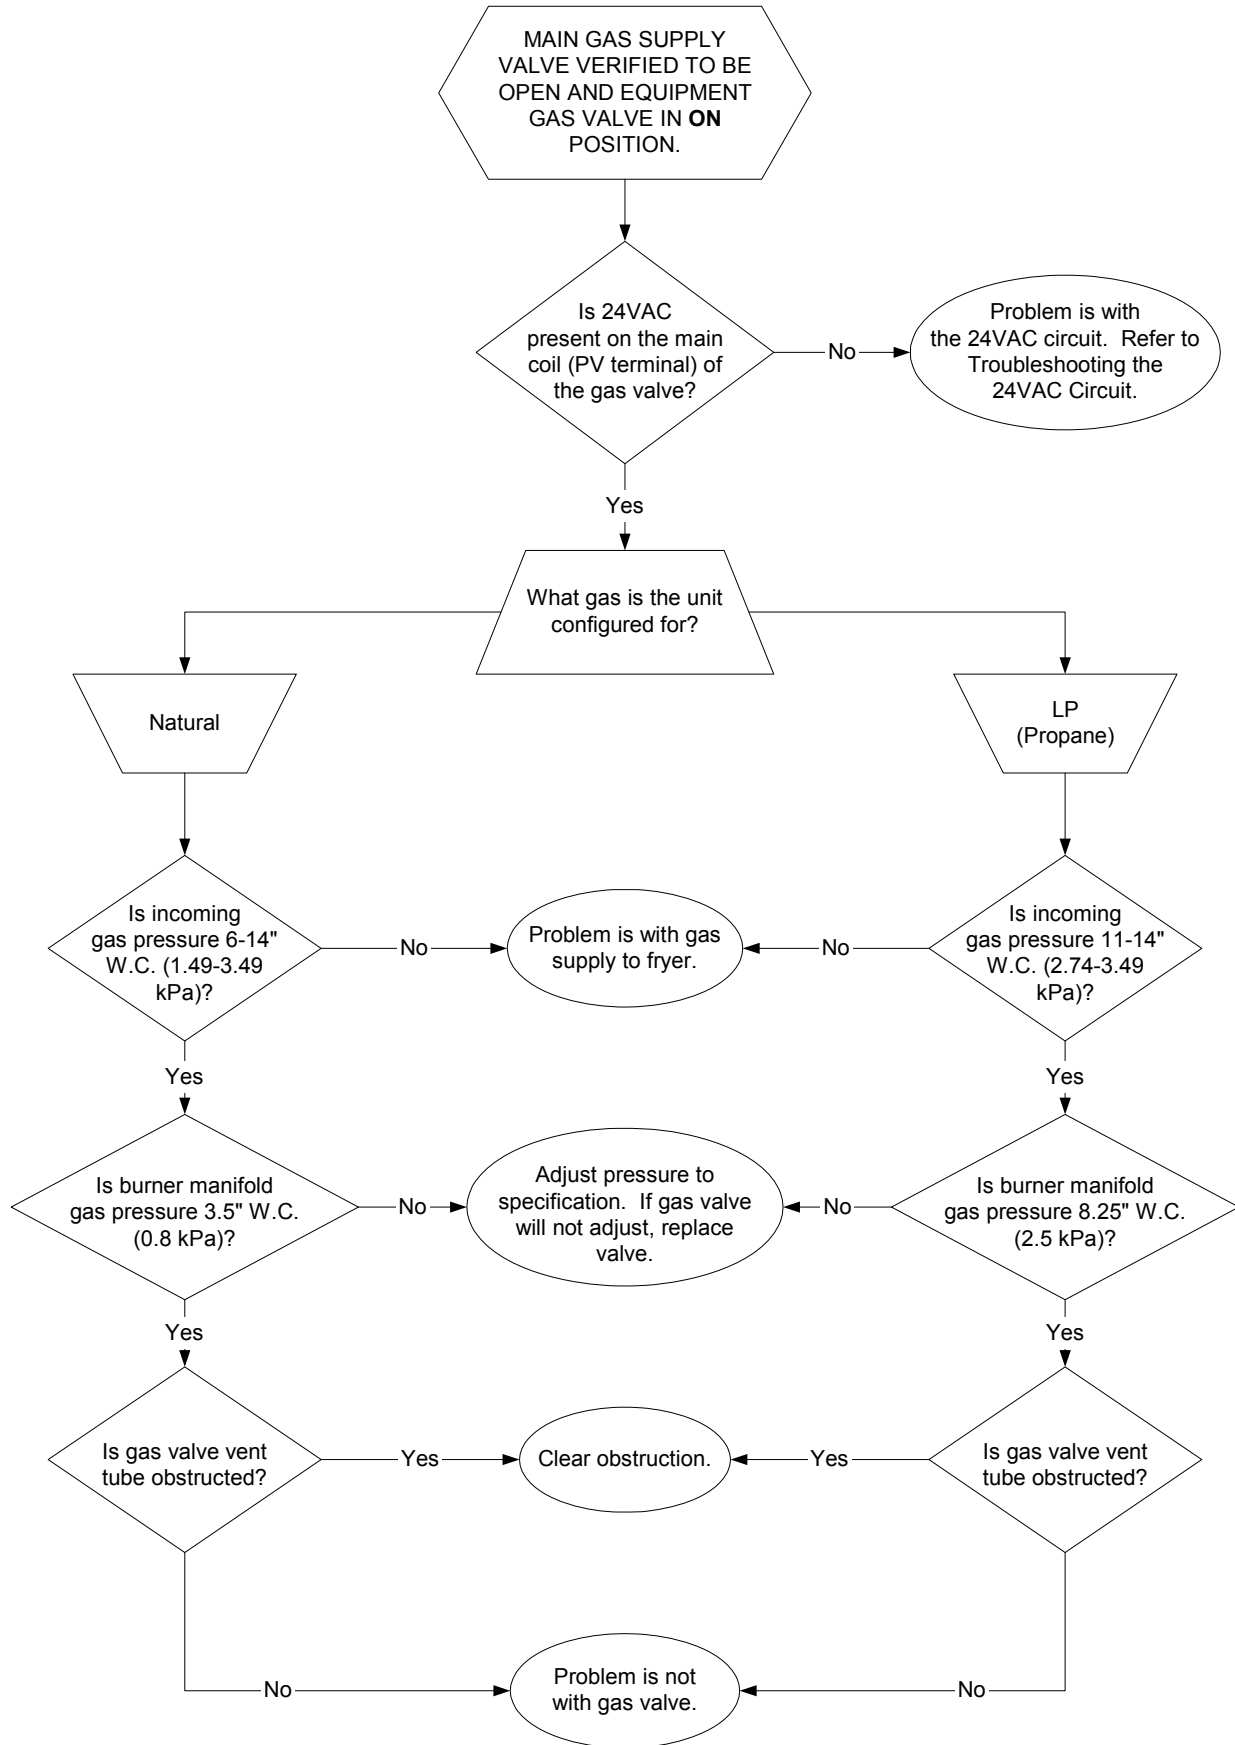 MAIN GAS SUPPLY
VALVE VERIFIED TO BE
OPEN AND EQUIPMENT
GAS VALVE IN ON
POSITION.
Is 24VAC
present on the main
coil (PV terminal) of
the gas valve?
No
Problem is with
the 24VAC circuit.  Refer to
Troubleshooting the
24VAC Circuit.
Yes
What gas is the unit
configured for?
Natural
LP
(Propane)
Is incoming
gas pressure 6-14"
W.C. (1.49-3.49
kPa)?
No
Problem is with gas
supply to fryer.
No
Is incoming
gas pressure 11-14"
W.C. (2.74-3.49
kPa)?
Yes
Yes
Is burner manifold
gas pressure 3.5" W.C.
(0.8 kPa)?
No
Adjust pressure to
specification.  If gas valve
will not adjust, replace
valve.
No
Is burner manifold
gas pressure 8.25" W.C.
(2.5 kPa)?
Yes
Yes
Is gas valve vent
tube obstructed?
Yes
Clear obstruction.
Yes
Is gas valve vent
tube obstructed?
No
Problem is not
with gas valve.
No